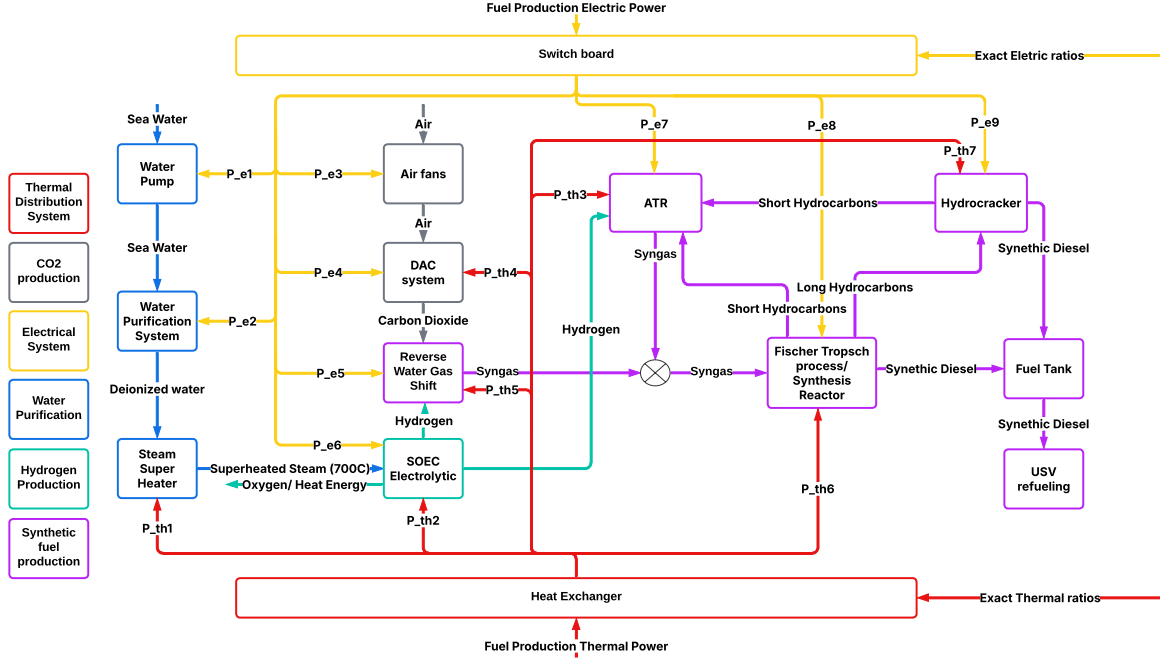 Fuel Production Electric Power
Switch board
Exact Eletric ratios
Sea Water
Air
P_e7
P_e8
P_e9
P_th7
Water
Pump
P_e1
P_e3
Air fans
P_th3
ATR
Short Hydrocarbons
Hydrocracker
Thermal
Distribution
System
CO2
production
Electrical
System
Water
Purification
Hydrogen
Production
Synthetic
fuel
production
Sea Water
Air
Syngas
Synethic Diesel
P_e4
DAC
system
P_th4
Long Hydrocarbons
Short Hydrocarbons
Water
Purification
System
P_e2
Carbon Dioxide
Hydrogen
Deionized water
P_e5
Reverse
Water Gas
Shift
Syngas
P_th5
Syngas
Fischer Tropsch
process/
Synthesis
Reactor
Synethic Diesel
Fuel Tank
Hydrogen
Synethic Diesel
P_e6
Steam
Super
Heater
Superheated Steam (700C)
Oxygen/ Heat Energy
SOEC
Electrolytic
USV
refueling
P_th1
P_th2
P_th6
Heat Exchanger
Exact Thermal ratios
Fuel Production Thermal Power